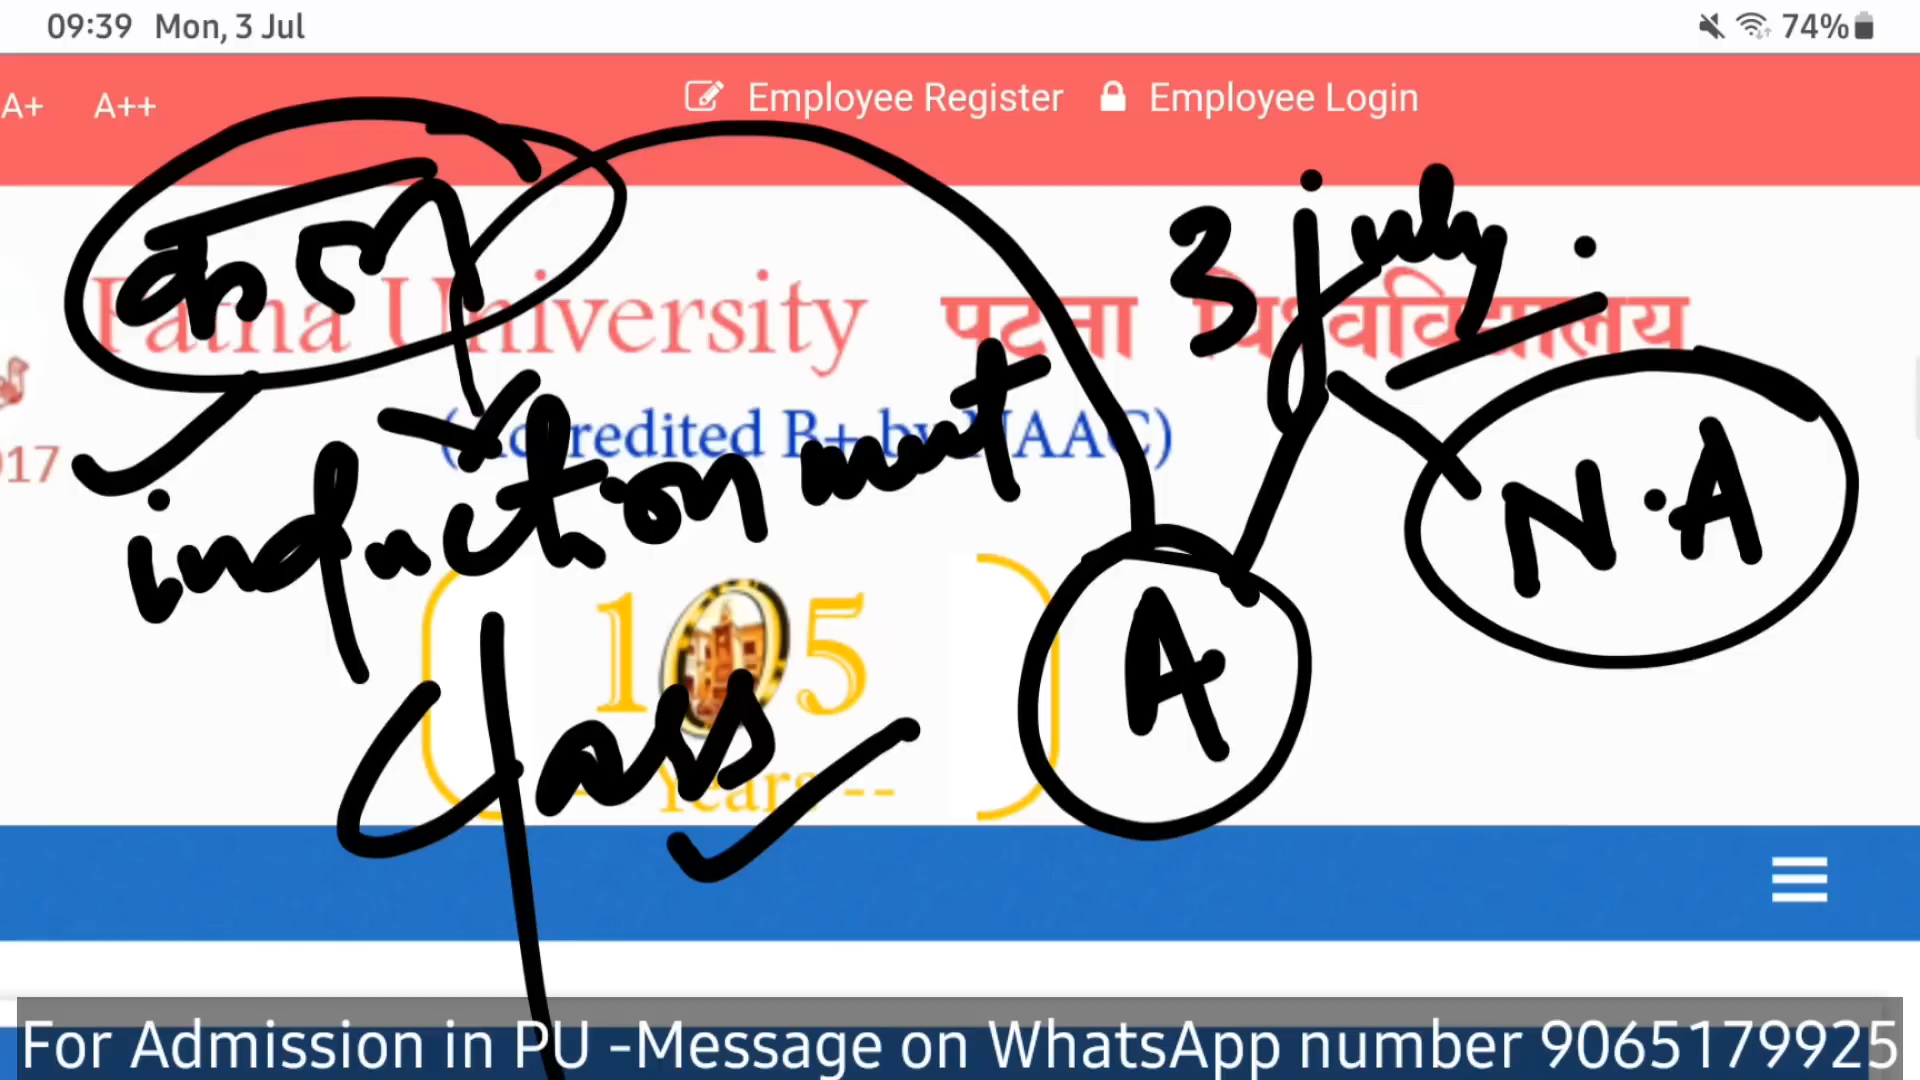 09:39 Mon, 3 Jul 74%
A+ A++ Employee Register Employee Login
कल 3 july.
Patna University पटना विश्वविद्यालय
(Accredited B+ by NAAC)
017
induction meet N.A
105
A
class
Years --
For Admission in PU -Message on WhatsApp number 9065179925